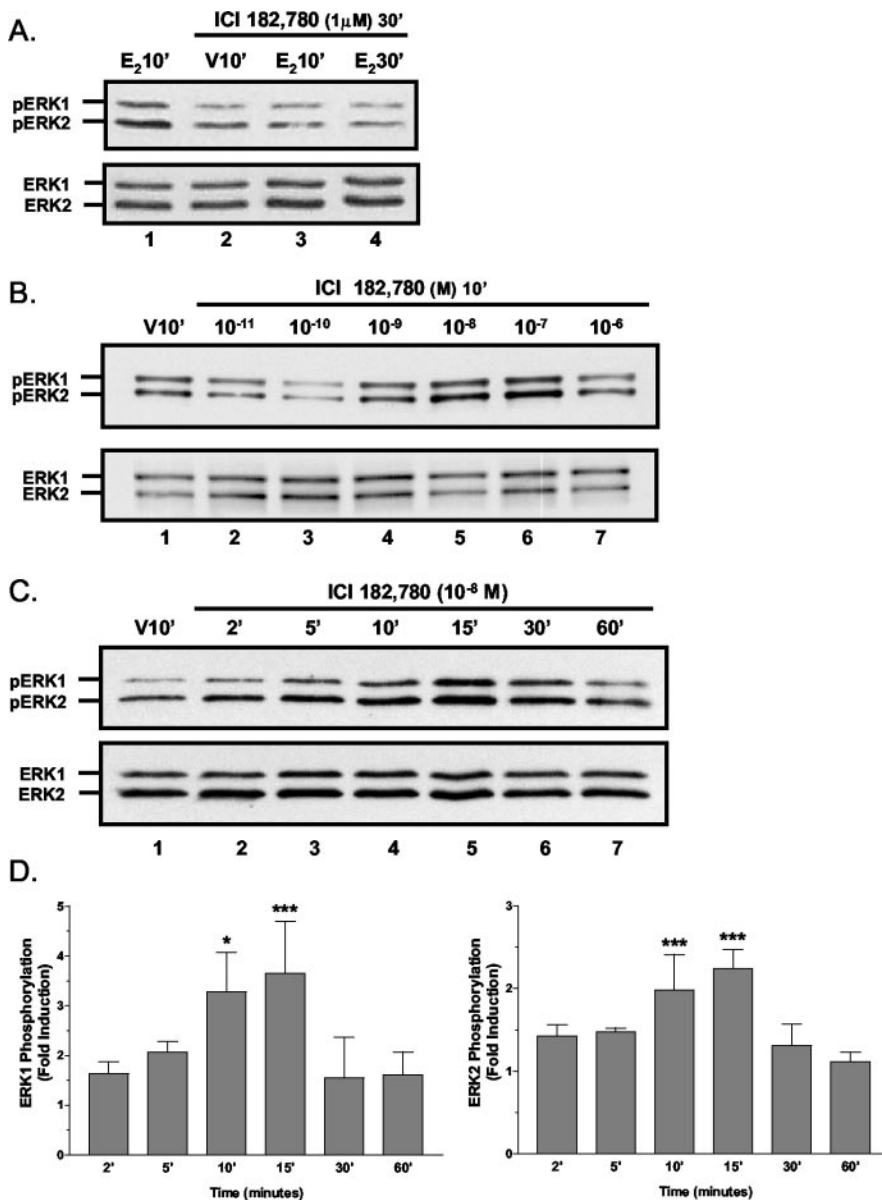 A.
ICI 182,780 (1μM) 30'
E₂10' V10' E₂10' E₂30'
pERK1
pERK2
ERK1
ERK2
1 2 3 4
B.
ICI 182,780 (M) 10'
V10' 10⁻¹¹ 10⁻¹⁰ 10⁻⁹ 10⁻⁸ 10⁻⁷ 10⁻⁶
pERK1
pERK2
ERK1
ERK2
1 2 3 4 5 6 7
C.
ICI 182,780 (10⁻⁸ M)
V10' 2' 5' 10' 15' 30' 60'
pERK1
pERK2
ERK1
ERK2
1 2 3 4 5 6 7
D.
ERK1 Phosphorylation
(Fold Induction)
5
4
3
2
1
0
* ***
2' 5' 10' 15' 30' 60'
Time (minutes)
ERK2 Phosphorylation
(Fold Induction)
3
2
1
0
*** ***
2' 5' 10' 15' 30' 60'
Time (minutes)